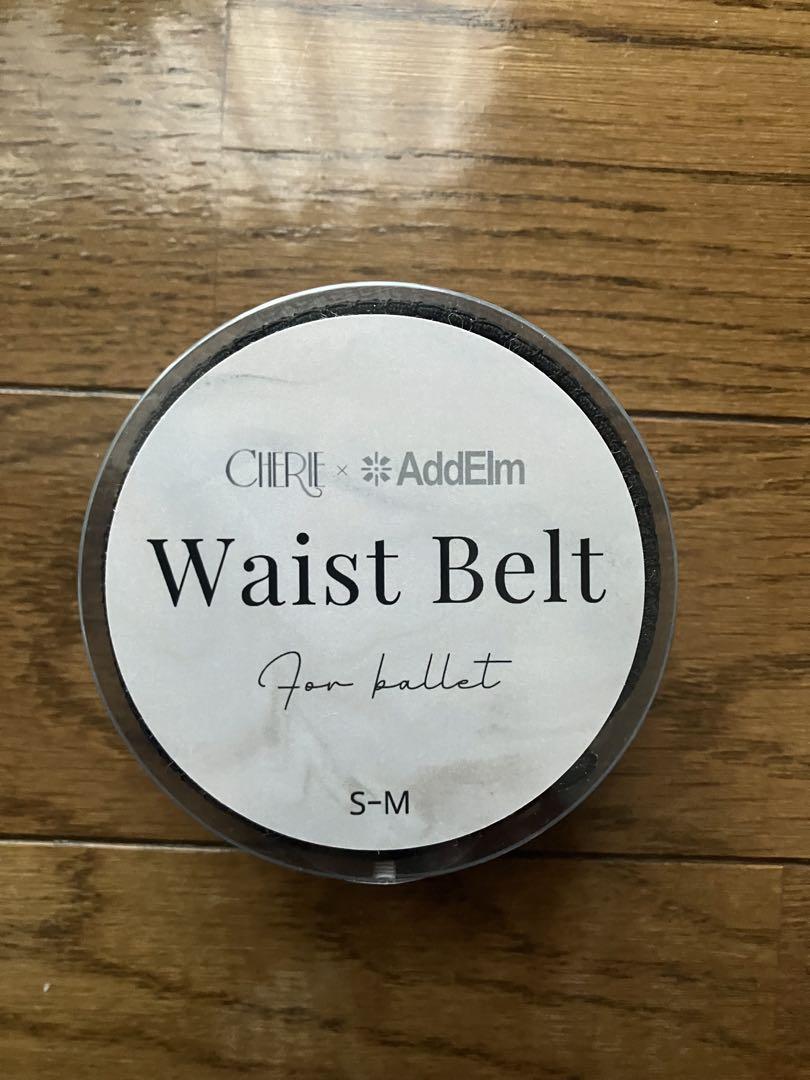 CHERIE × AddElm
Waist Belt
For ballet
S-M